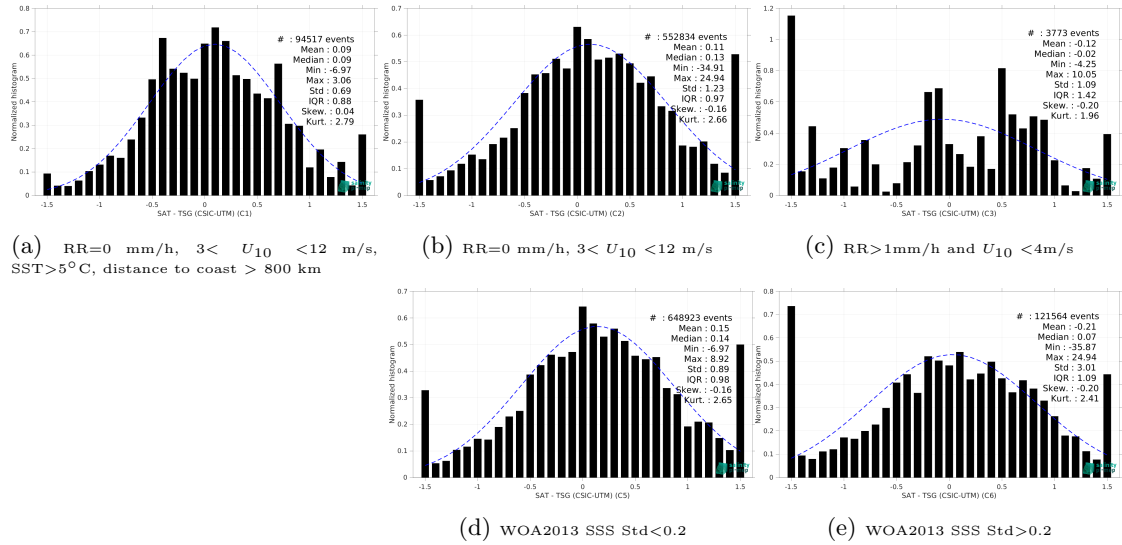 Normalized histogram
0.8
0.7
0.6
0.5
0.4
0.3
0.2
0.1
0
# : 94517 events
Mean : 0.09
Median : 0.09
Min : -6.97
Max : 3.06
Std : 0.69
IQR : 0.88
Skew. : 0.04
Kurt. : 2.79
-1.5 -1 -0.5 0 0.5 1 1.5
SAT - TSG (CSIC-UTM) (C1)
(a) RR=0 mm/h, 3< U10 <12 m/s,
SST>5°C, distance to coast > 800 km
Normalized histogram
0.7
0.6
0.5
0.4
0.3
0.2
0.1
0
# : 552834 events
Mean : 0.11
Median : 0.13
Min : -34.91
Max : 24.94
Std : 1.23
IQR : 0.97
Skew. : -0.16
Kurt. : 2.66
-1.5 -1 -0.5 0 0.5 1 1.5
SAT - TSG (CSIC-UTM) (C2)
(b) RR=0 mm/h, 3< U10 <12 m/s
Normalized histogram
1.2
1
0.8
0.6
0.4
0.2
0
# : 3773 events
Mean : -0.12
Median : -0.02
Min : -4.25
Max : 10.05
Std : 1.09
IQR : 1.42
Skew. : -0.20
Kurt. : 1.96
-1.5 -1 -0.5 0 0.5 1 1.5
SAT - TSG (CSIC-UTM) (C3)
(c) RR>1mm/h and U10 <4m/s
Normalized histogram
0.7
0.6
0.5
0.4
0.3
0.2
0.1
0
# : 648923 events
Mean : 0.15
Median : 0.14
Min : -6.97
Max : 8.92
Std : 0.89
IQR : 0.98
Skew. : -0.16
Kurt. : 2.65
-1.5 -1 -0.5 0 0.5 1 1.5
SAT - TSG (CSIC-UTM) (C5)
(d) WOA2013 SSS Std<0.2
Normalized histogram
0.8
0.7
0.6
0.5
0.4
0.3
0.2
0.1
0
# : 121564 events
Mean : -0.21
Median : 0.07
Min : -35.87
Max : 24.94
Std : 3.01
IQR : 1.09
Skew. : -0.20
Kurt. : 2.41
-1.5 -1 -0.5 0 0.5 1 1.5
SAT - TSG (CSIC-UTM) (C6)
(e) WOA2013 SSS Std>0.2